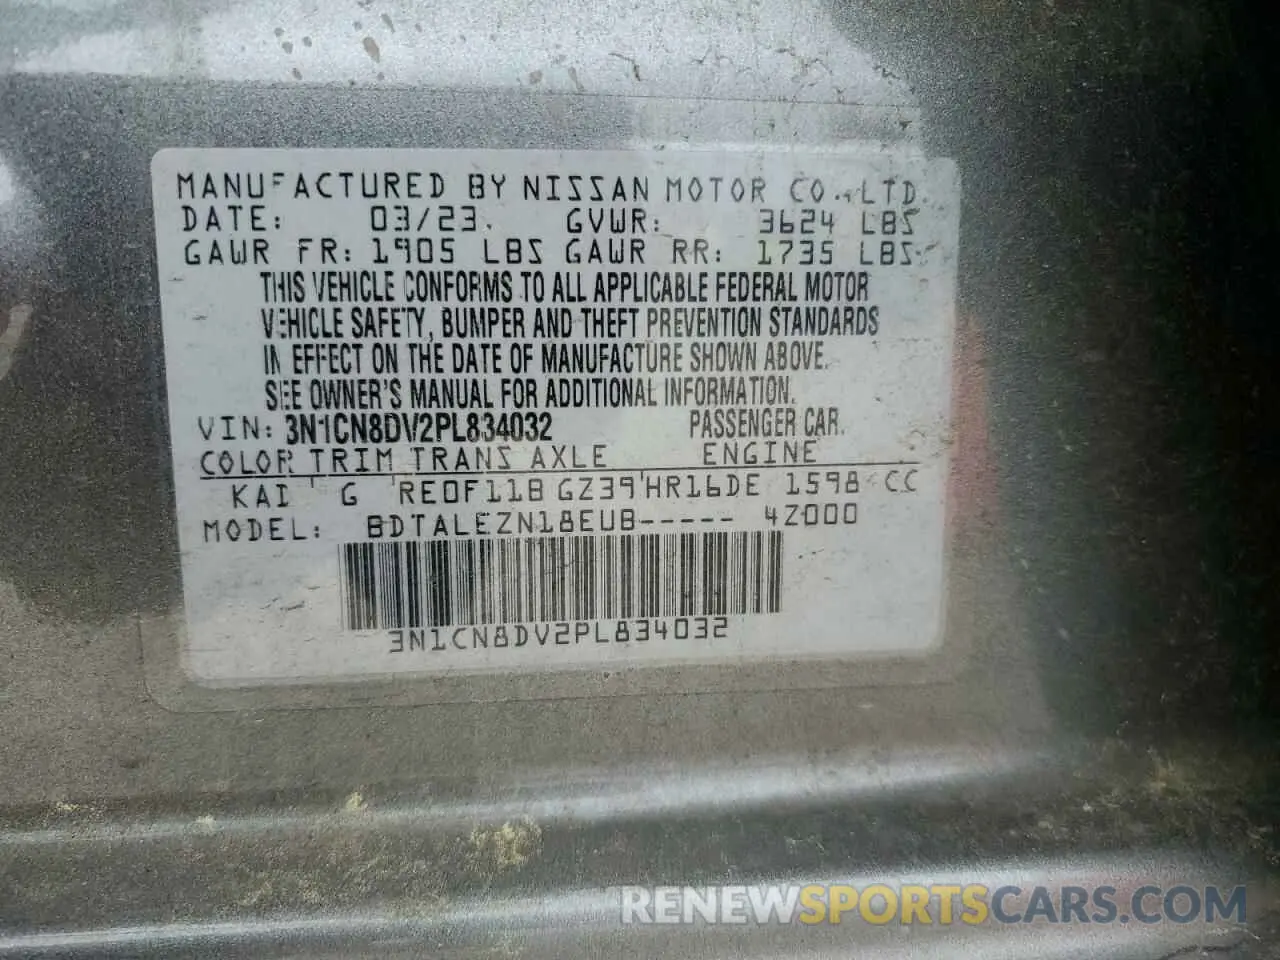 MANUFACTURED BY NISSAN MOTOR CO., LTD.
DATE: 03/23. GVWR: 3624 LBS
GAWR FR: 1905 LBS GAWR RR: 1735 LBS
THIS VEHICLE CONFORMS TO ALL APPLICABLE FEDERAL MOTOR
VEHICLE SAFETY, BUMPER AND THEFT PREVENTION STANDARDS
IN EFFECT ON THE DATE OF MANUFACTURE SHOWN ABOVE.
SEE OWNER'S MANUAL FOR ADDITIONAL INFORMATION.
VIN: 3N1CN8DV2PL834032 PASSENGER CAR.
COLOR TRIM TRANS AXLE ENGINE
KAD G RE0F11B GZ39 HR16DE 1598 CC
MODEL: BDTALEZN18EUB----- 4Z000
3N1CN8DV2PL834032
RENEWSPORTSCARS.COM